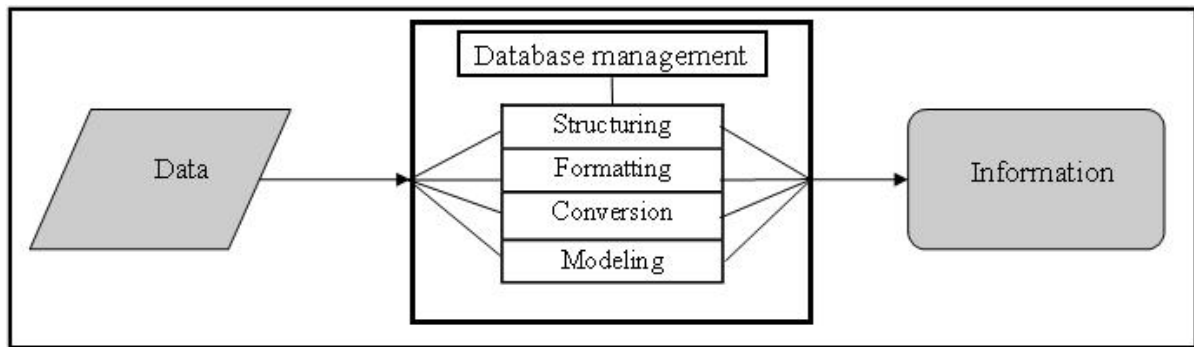 Database management
Data
Structuring
Formatting
Conversion
Modeling
Information